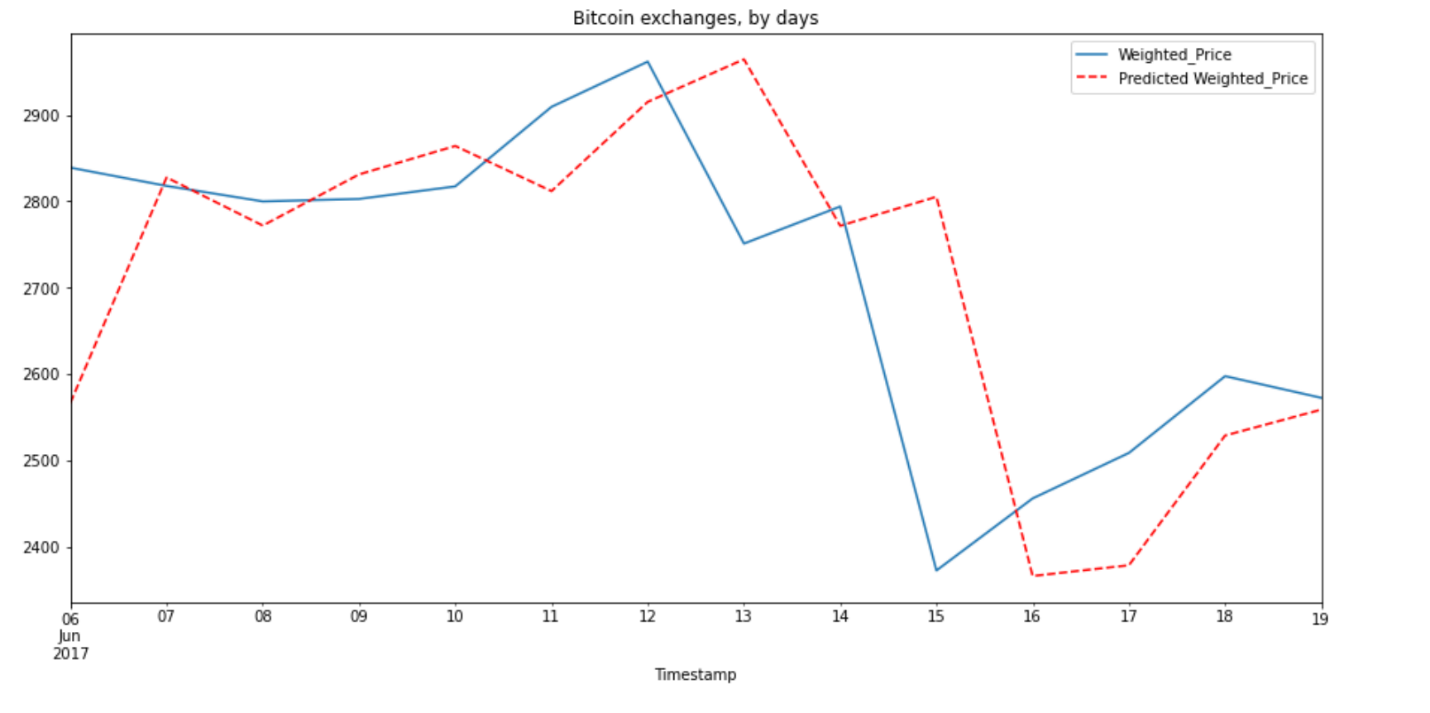 Bitcoin exchanges, by days
Weighted_Price
Predicted Weighted_Price
2900
2800
2700
2600
2500
2400
06 07 08 09 10 11 12 13 14 15 16 17 18 19
Jun
2017
Timestamp